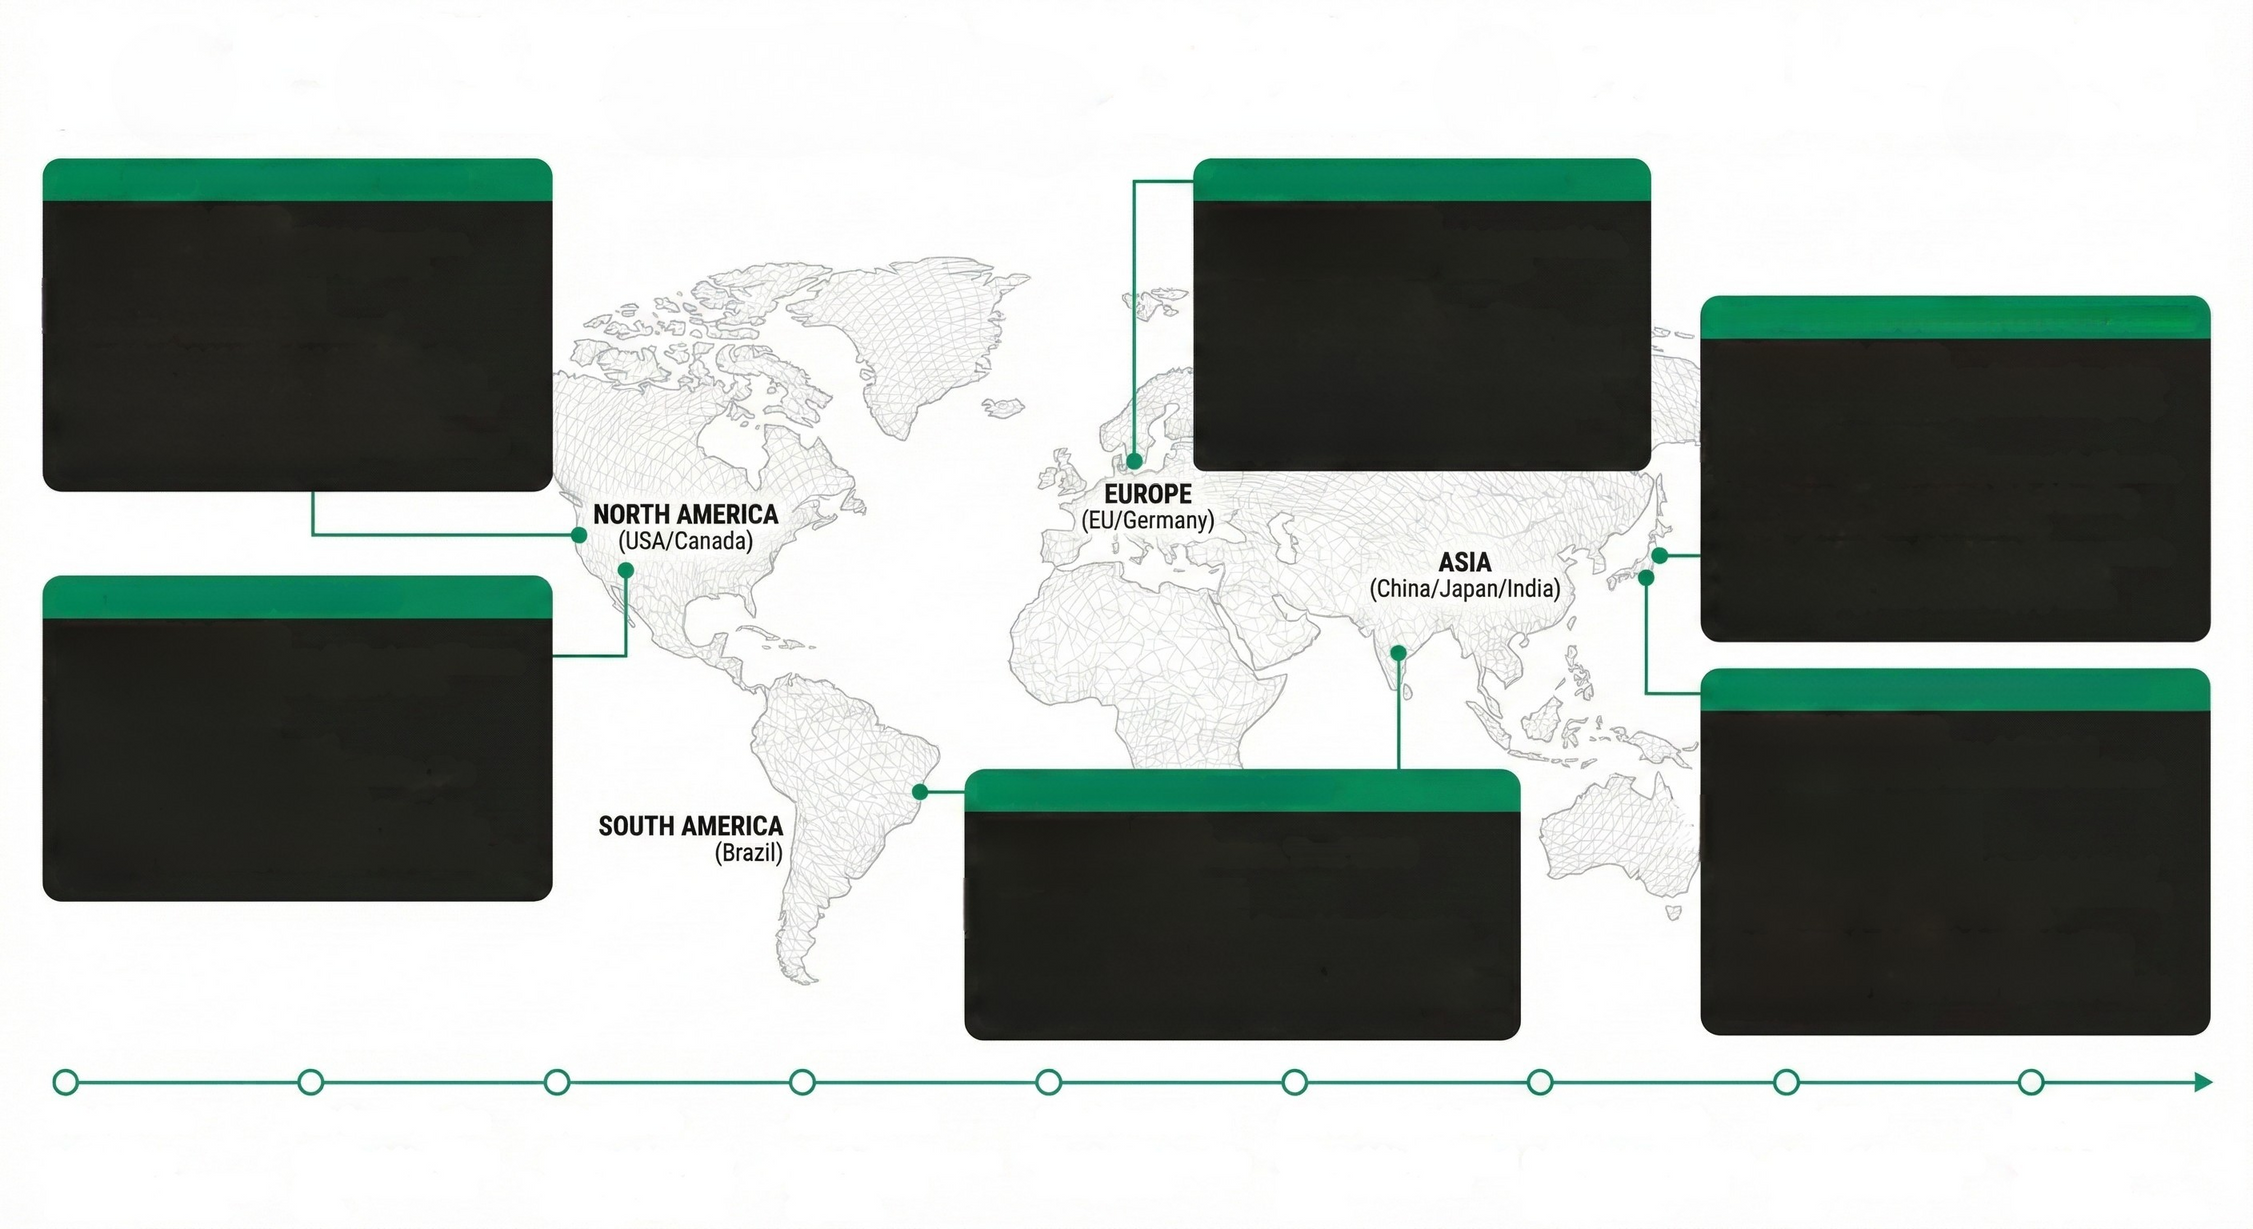 NORTH AMERICA
(USA/Canada)
EUROPE
(EU/Germany)
ASIA
(China/Japan/India)
SOUTH AMERICA
(Brazil)